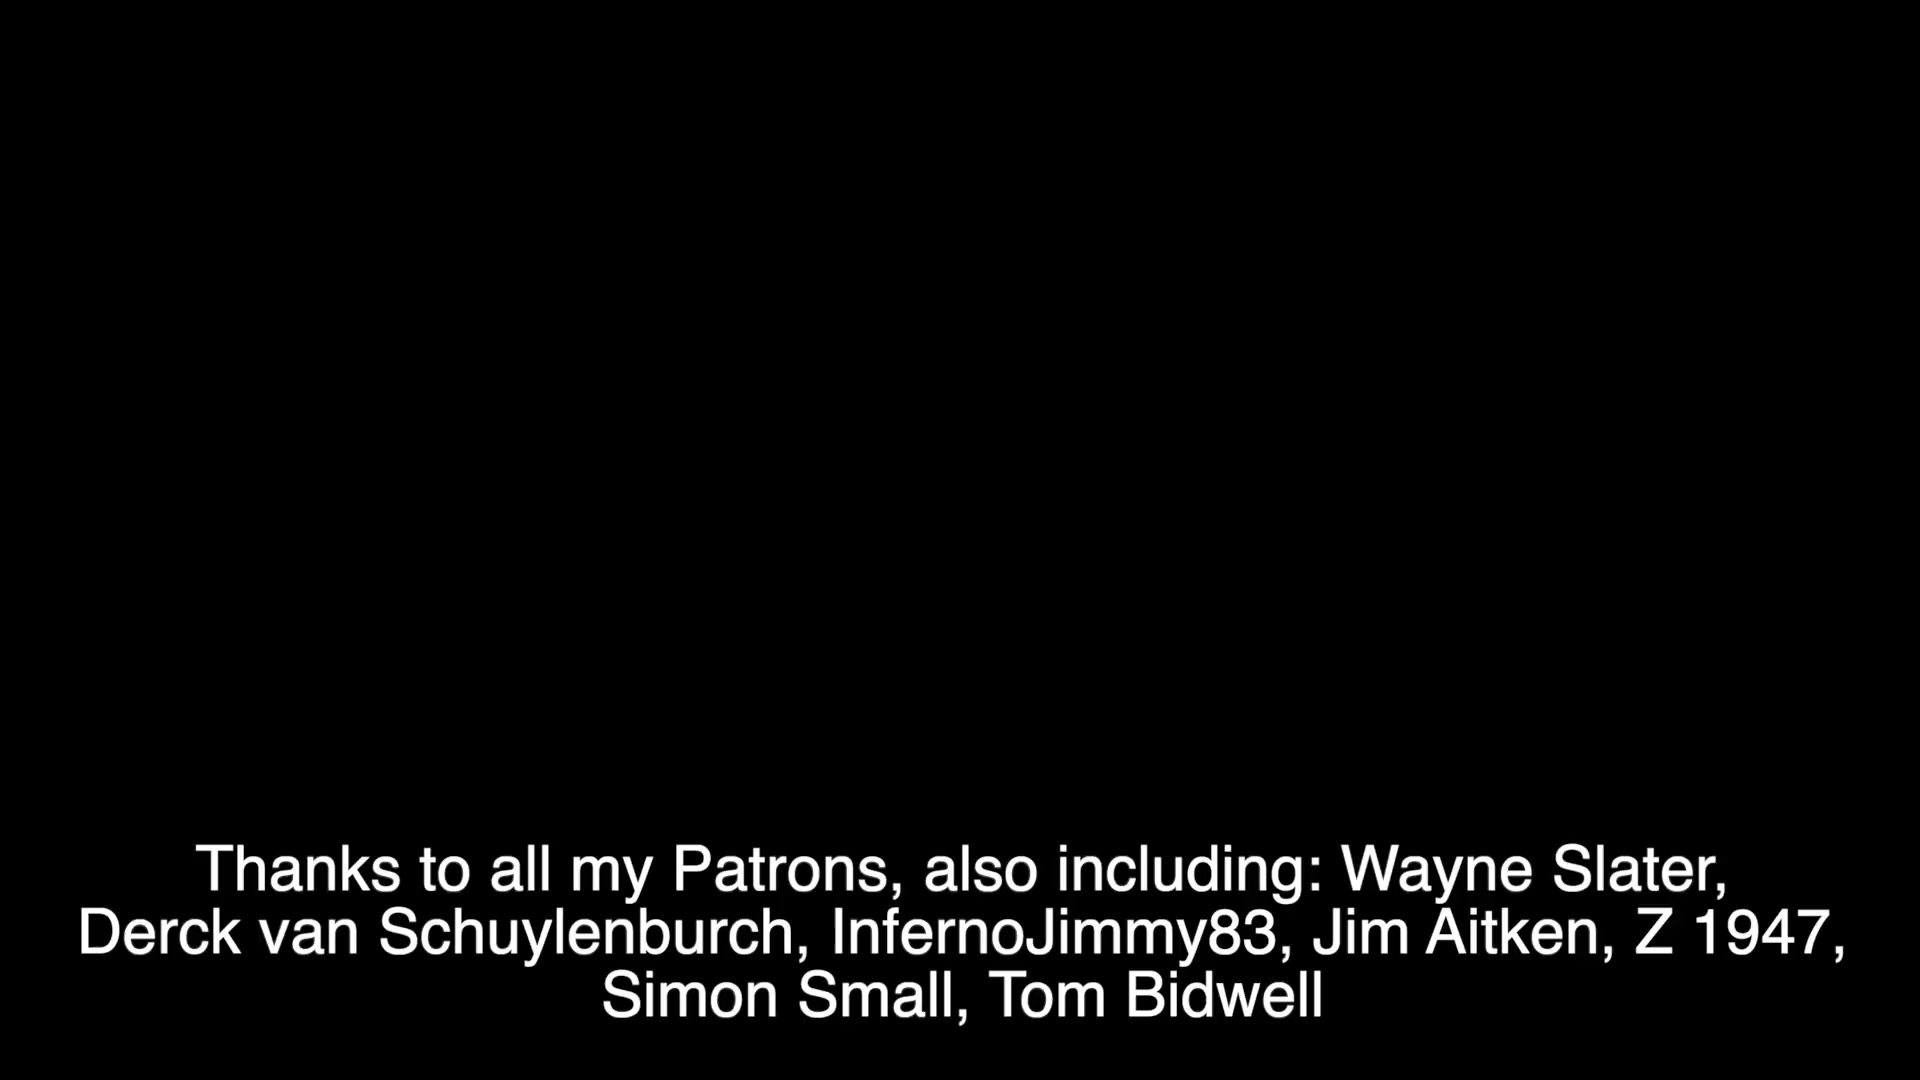 Thanks to all my Patrons, also including: Wayne Slater,
Derck van Schuylenburch, InfernoJimmy83, Jim Aitken, Z 1947,
Simon Small, Tom Bidwell